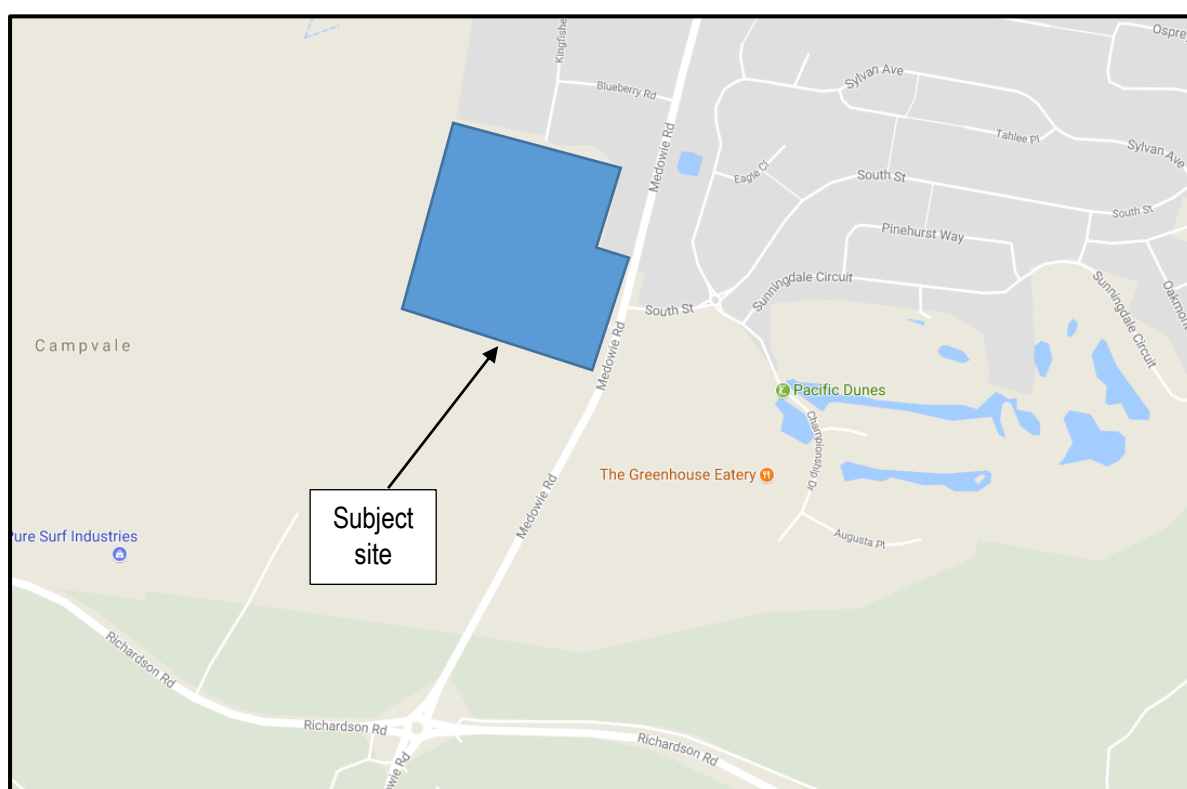 Kingfishe
Blueberry Rd
Medowie Rd
Osprey
Sylvan Ave
Tahlee Pl
Sylvan Ave
Eagle Cl
South St
South St
Pinehurst Way
Sunningdale Circuit
Sunningdale Circuit
Oakmont
South St
Medowie Rd
Campvale
Pacific Dunes
Championship Dr
The Greenhouse Eatery
Medowie Rd
Subject
site
Augusta Pl
Pure Surf Industries
Richardson Rd
Richardson Rd
Richardson Rd
dowie Rd